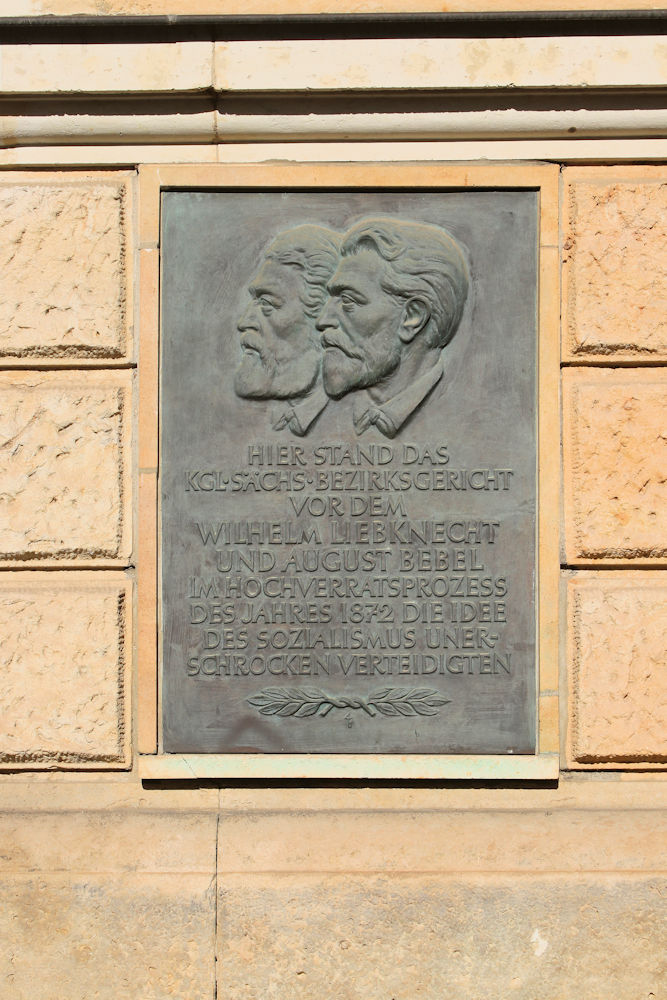 HIER STAND DAS
KGL·SÄCHS·BEZIRKSGERICHT
VOR DEM
WILHELM LIEBKNECHT
UND AUGUST BEBEL
IM HOCHVERRATSPROZESS
DES JAHRES 1872 DIE IDEE
DES SOZIALISMUS UNER-
SCHROCKEN VERTEIDIGTEN